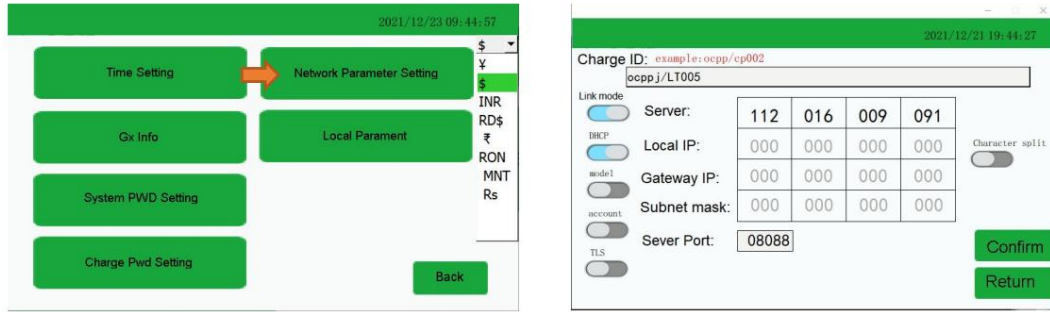 2021/12/23 09:44:57
$
¥
$
INR
RD$
₹
RON
MNT
Rs
Time Setting
Network Parameter Setting
Gx Info
Local Parament
System PWD Setting
Charge Pwd Setting
Back
2021/12/21 19:44:27
Charge ID: example:ocpp/cp002
ocppj/LT005
Link mode
Server: 112 016 009 091
DHCP
Local IP: 000 000 000 000
Character split
model
Gateway IP: 000 000 000 000
account
Subnet mask: 000 000 000 000
Sever Port: 08088
TLS
Confirm
Return